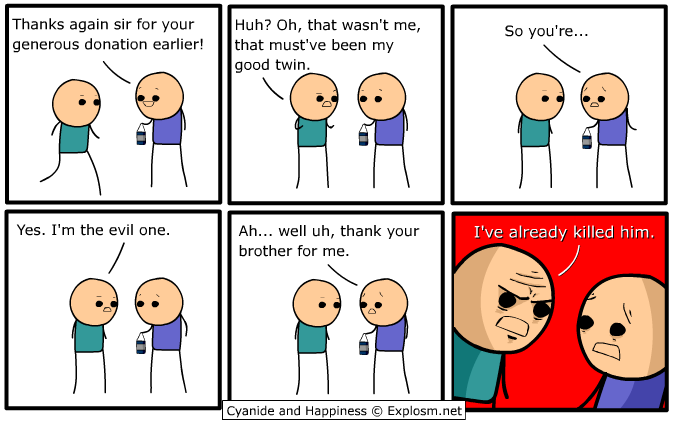 Thanks again sir for your
generous donation earlier!
Huh? Oh, that wasn't me,
that must've been my
good twin.
So you're...
Yes. I'm the evil one.
Ah... well uh, thank your
brother for me.
I've already killed him.
Cyanide and Happiness © Explosm.net